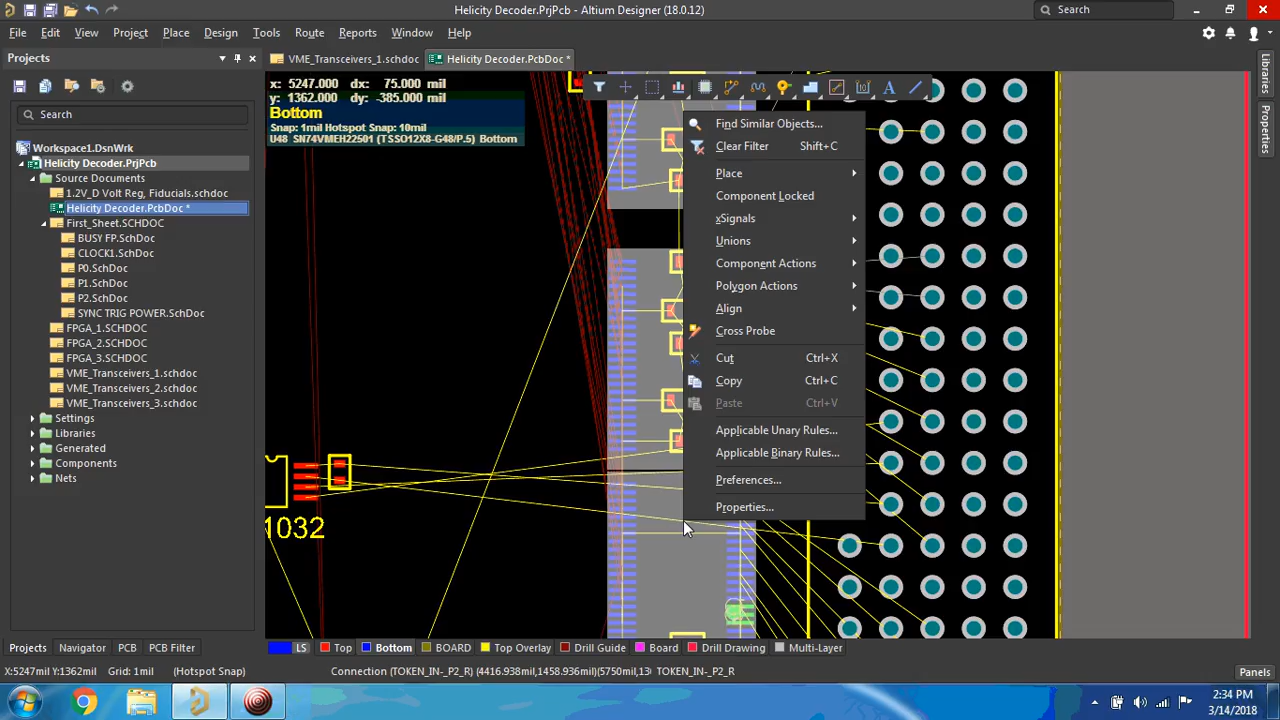 Helicity Decoder.PrjPcb - Altium Designer (18.0.12)
Search
File Edit View Project Place Design Tools Route Reports Window Help
Projects
VME_Transceivers_1.schdoc
Helicity Decoder.PcbDoc *
Search
Workspace1.DsnWrk
Helicity Decoder.PrjPcb
Source Documents
1.2V_D Volt Reg, Fiducials.schdoc
Helicity Decoder.PcbDoc *
First_Sheet.SCHDOC
BUSY FP.SchDoc
CLOCK1.SchDoc
P0.SchDoc
P1.SchDoc
P2.SchDoc
SYNC TRIG POWER.SchDoc
FPGA_1.SCHDOC
FPGA_2.SCHDOC
FPGA_3.SCHDOC
VME_Transceivers_1.schdoc
VME_Transceivers_2.schdoc
VME_Transceivers_3.schdoc
Settings
Libraries
Generated
Components
Nets
x: 5247.000 dx: 75.000 mil
y: 1362.000 dy: -385.000 mil
Bottom
Snap: 1mil Hotspot Snap: 10mil
U48 SN74VMEH22501 (TSSO12X8-G48/P.5) Bottom
1032
Find Similar Objects...
Clear Filter Shift+C
Place
Component Locked
xSignals
Unions
Component Actions
Polygon Actions
Align
Cross Probe
Cut Ctrl+X
Copy Ctrl+C
Paste Ctrl+V
Applicable Unary Rules...
Applicable Binary Rules...
Preferences...
Properties...
Libraries
Properties
Projects Navigator PCB PCB Filter
LS Top Bottom BOARD Top Overlay Drill Guide Board Drill Drawing Multi-Layer
X:5247mil Y:1362mil Grid: 1mil (Hotspot Snap) Connection (TOKEN_IN-_P2_R) (4416.938mil,1458.936mil)(5750mil,13 TOKEN_IN-_P2_R
Panels
2:34 PM
3/14/2018